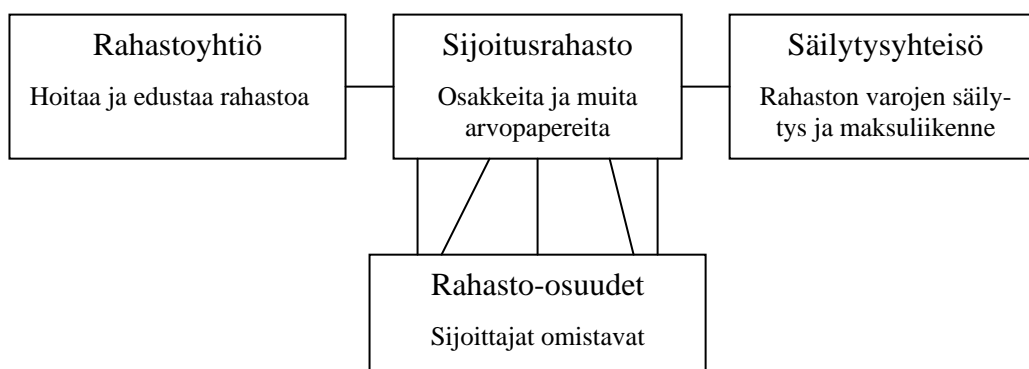 Rahastoyhtiö
Hoitaa ja edustaa rahastoa
Sijoitusrahasto
Osakkeita ja muita
arvopapereita
Säilytysyhteisö
Rahaston varojen säily-
tys ja maksuliikenne
Rahasto-osuudet
Sijoittajat omistavat